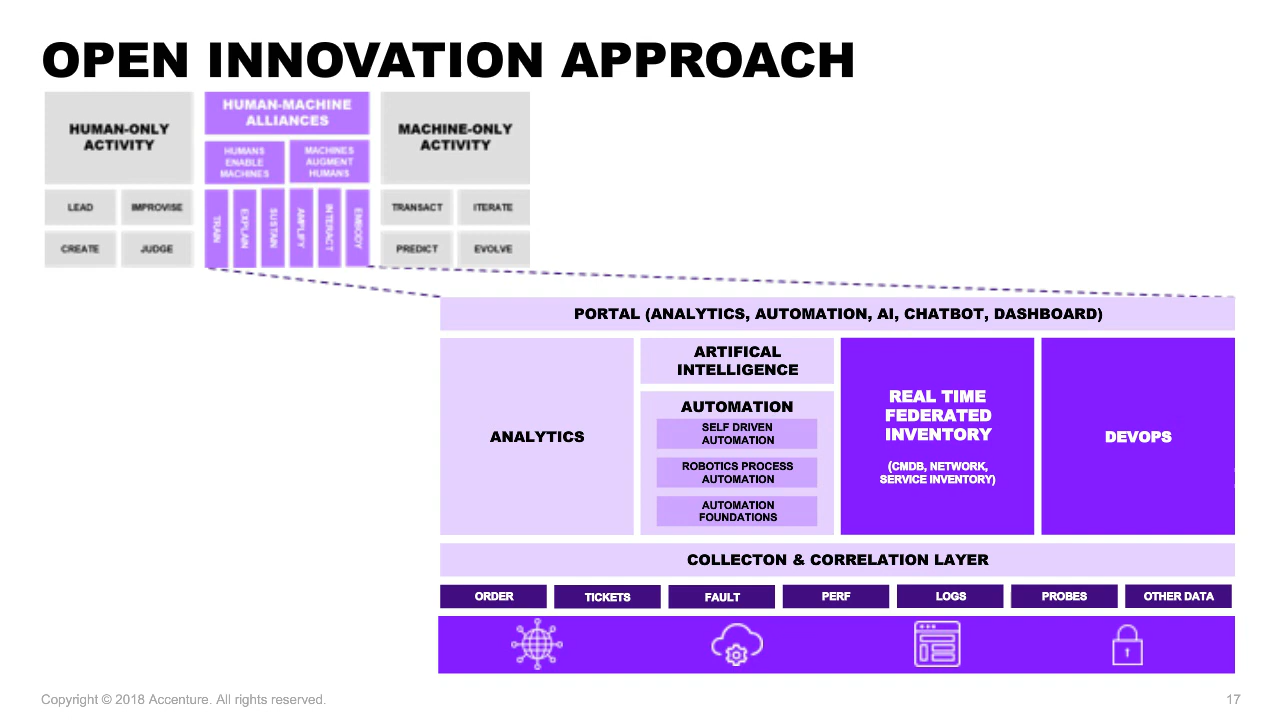 OPEN INNOVATION APPROACH
HUMAN-ONLY
ACTIVITY
LEAD
IMPROVISE
CREATE
JUDGE
HUMAN-MACHINE
ALLIANCES
HUMANS
ENABLE
MACHINES
MACHINES
AUGMENT
HUMANS
TRAIN
EXPLAIN
SUSTAIN
AMPLIFY
INTERACT
EMBODY
MACHINE-ONLY
ACTIVITY
TRANSACT
ITERATE
PREDICT
EVOLVE
PORTAL (ANALYTICS, AUTOMATION, AI, CHATBOT, DASHBOARD)
ANALYTICS
ARTIFICAL
INTELLIGENCE
AUTOMATION
SELF DRIVEN
AUTOMATION
ROBOTICS PROCESS
AUTOMATION
AUTOMATION
FOUNDATIONS
REAL TIME
FEDERATED
INVENTORY
(CMDB, NETWORK,
SERVICE INVENTORY)
DEVOPS
COLLECTON & CORRELATION LAYER
ORDER
TICKETS
FAULT
PERF
LOGS
PROBES
OTHER DATA
Copyright © 2018 Accenture. All rights reserved.
17